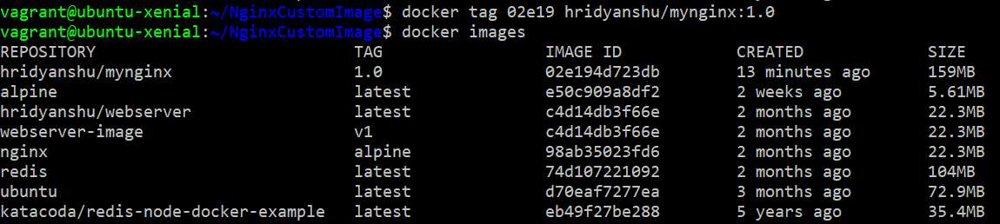 vagrant@ubuntu-xenial:~/NginxCustomImage$ docker tag 02e19 hridyanshu/mynginx:1.0
vagrant@ubuntu-xenial:~/NginxCustomImage$ docker images
REPOSITORY TAG IMAGE ID CREATED SIZE
hridyanshu/mynginx 1.0 02e194d723db 13 minutes ago 159MB
alpine latest e50c909a8df2 2 weeks ago 5.61MB
hridyanshu/webserver latest c4d14db3f66e 2 months ago 22.3MB
webserver-image v1 c4d14db3f66e 2 months ago 22.3MB
nginx alpine 98ab35023fd6 2 months ago 22.3MB
redis latest 74d107221092 2 months ago 104MB
ubuntu latest d70eaf7277ea 3 months ago 72.9MB
katacoda/redis-node-docker-example latest eb49f27be288 5 years ago 35.4MB